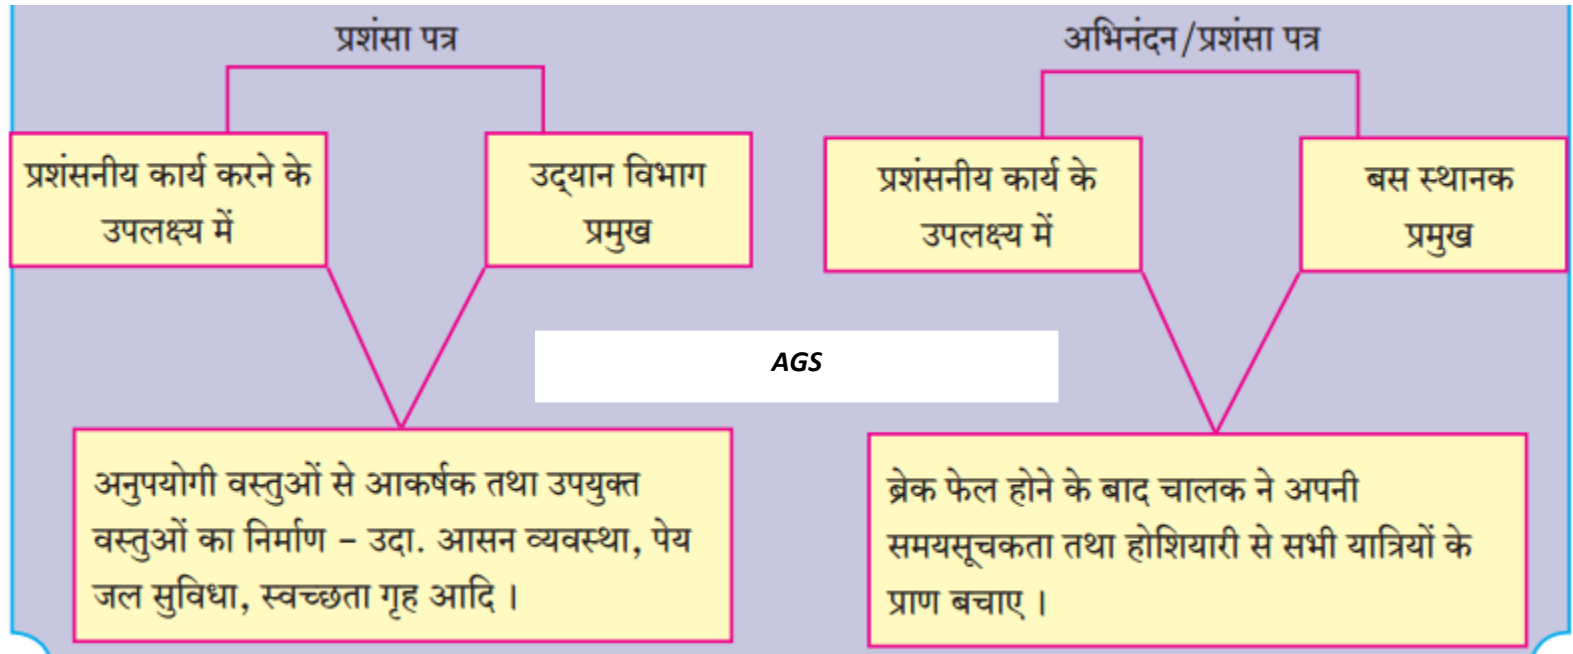 प्रशंसा पत्र
प्रशंसनीय कार्य करने के
उपलक्ष्य में
उद्‌यान विभाग
प्रमुख
अनुपयोगी वस्तुओं से आकर्षक तथा उपयुक्त
वस्तुओं का निर्माण – उदा. आसन व्यवस्था, पेय
जल सुविधा, स्वच्छता गृह आदि ।
अभिनंदन/प्रशंसा पत्र
प्रशंसनीय कार्य के
उपलक्ष्य में
बस स्थानक
प्रमुख
ब्रेक फेल होने के बाद चालक ने अपनी
समयसूचकता तथा होशियारी से सभी यात्रियों के
प्राण बचाए ।
AGS